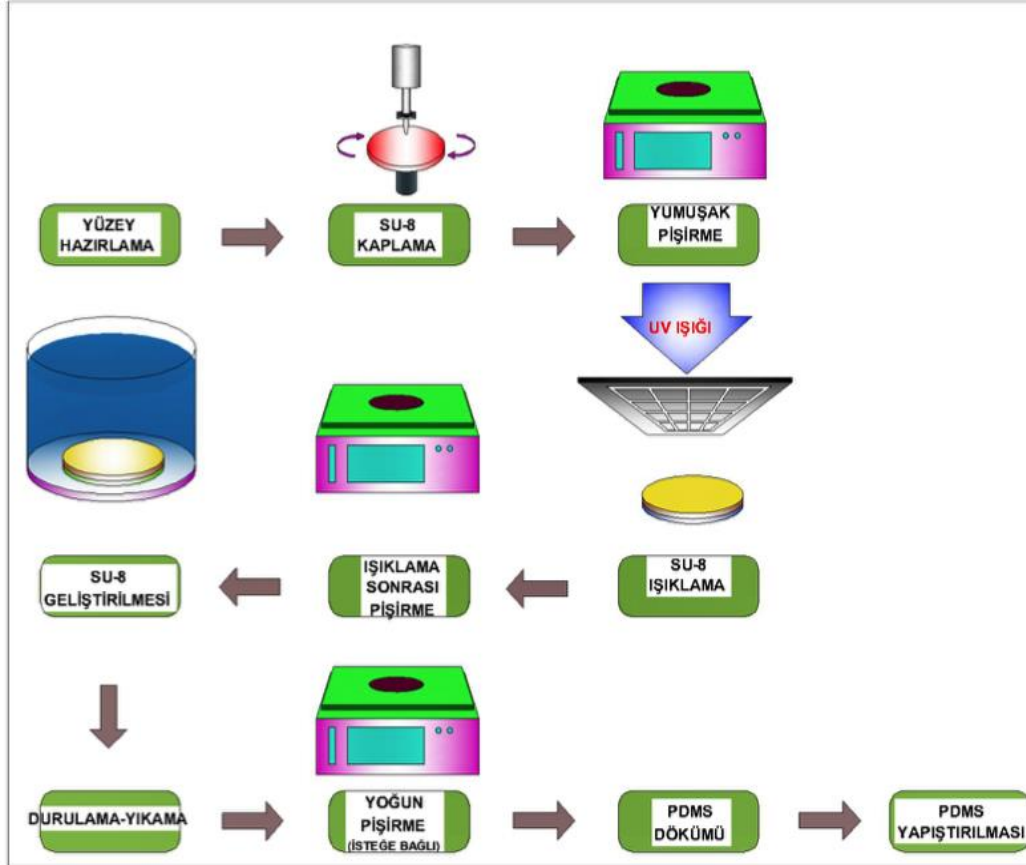 YÜZEY
HAZIRLAMA
SU-8
KAPLAMA
YUMUŞAK
PİŞİRME
UV IŞIĞI
SU-8
IŞIKLAMA
IŞIKLAMA
SONRASI
PİŞİRME
SU-8
GELİŞTİRİLMESİ
DURULAMA-YIKAMA
YOĞUN
PİŞİRME
(İSTEĞE BAĞLI)
PDMS
DÖKÜMÜ
PDMS
YAPIŞTIRILMASI